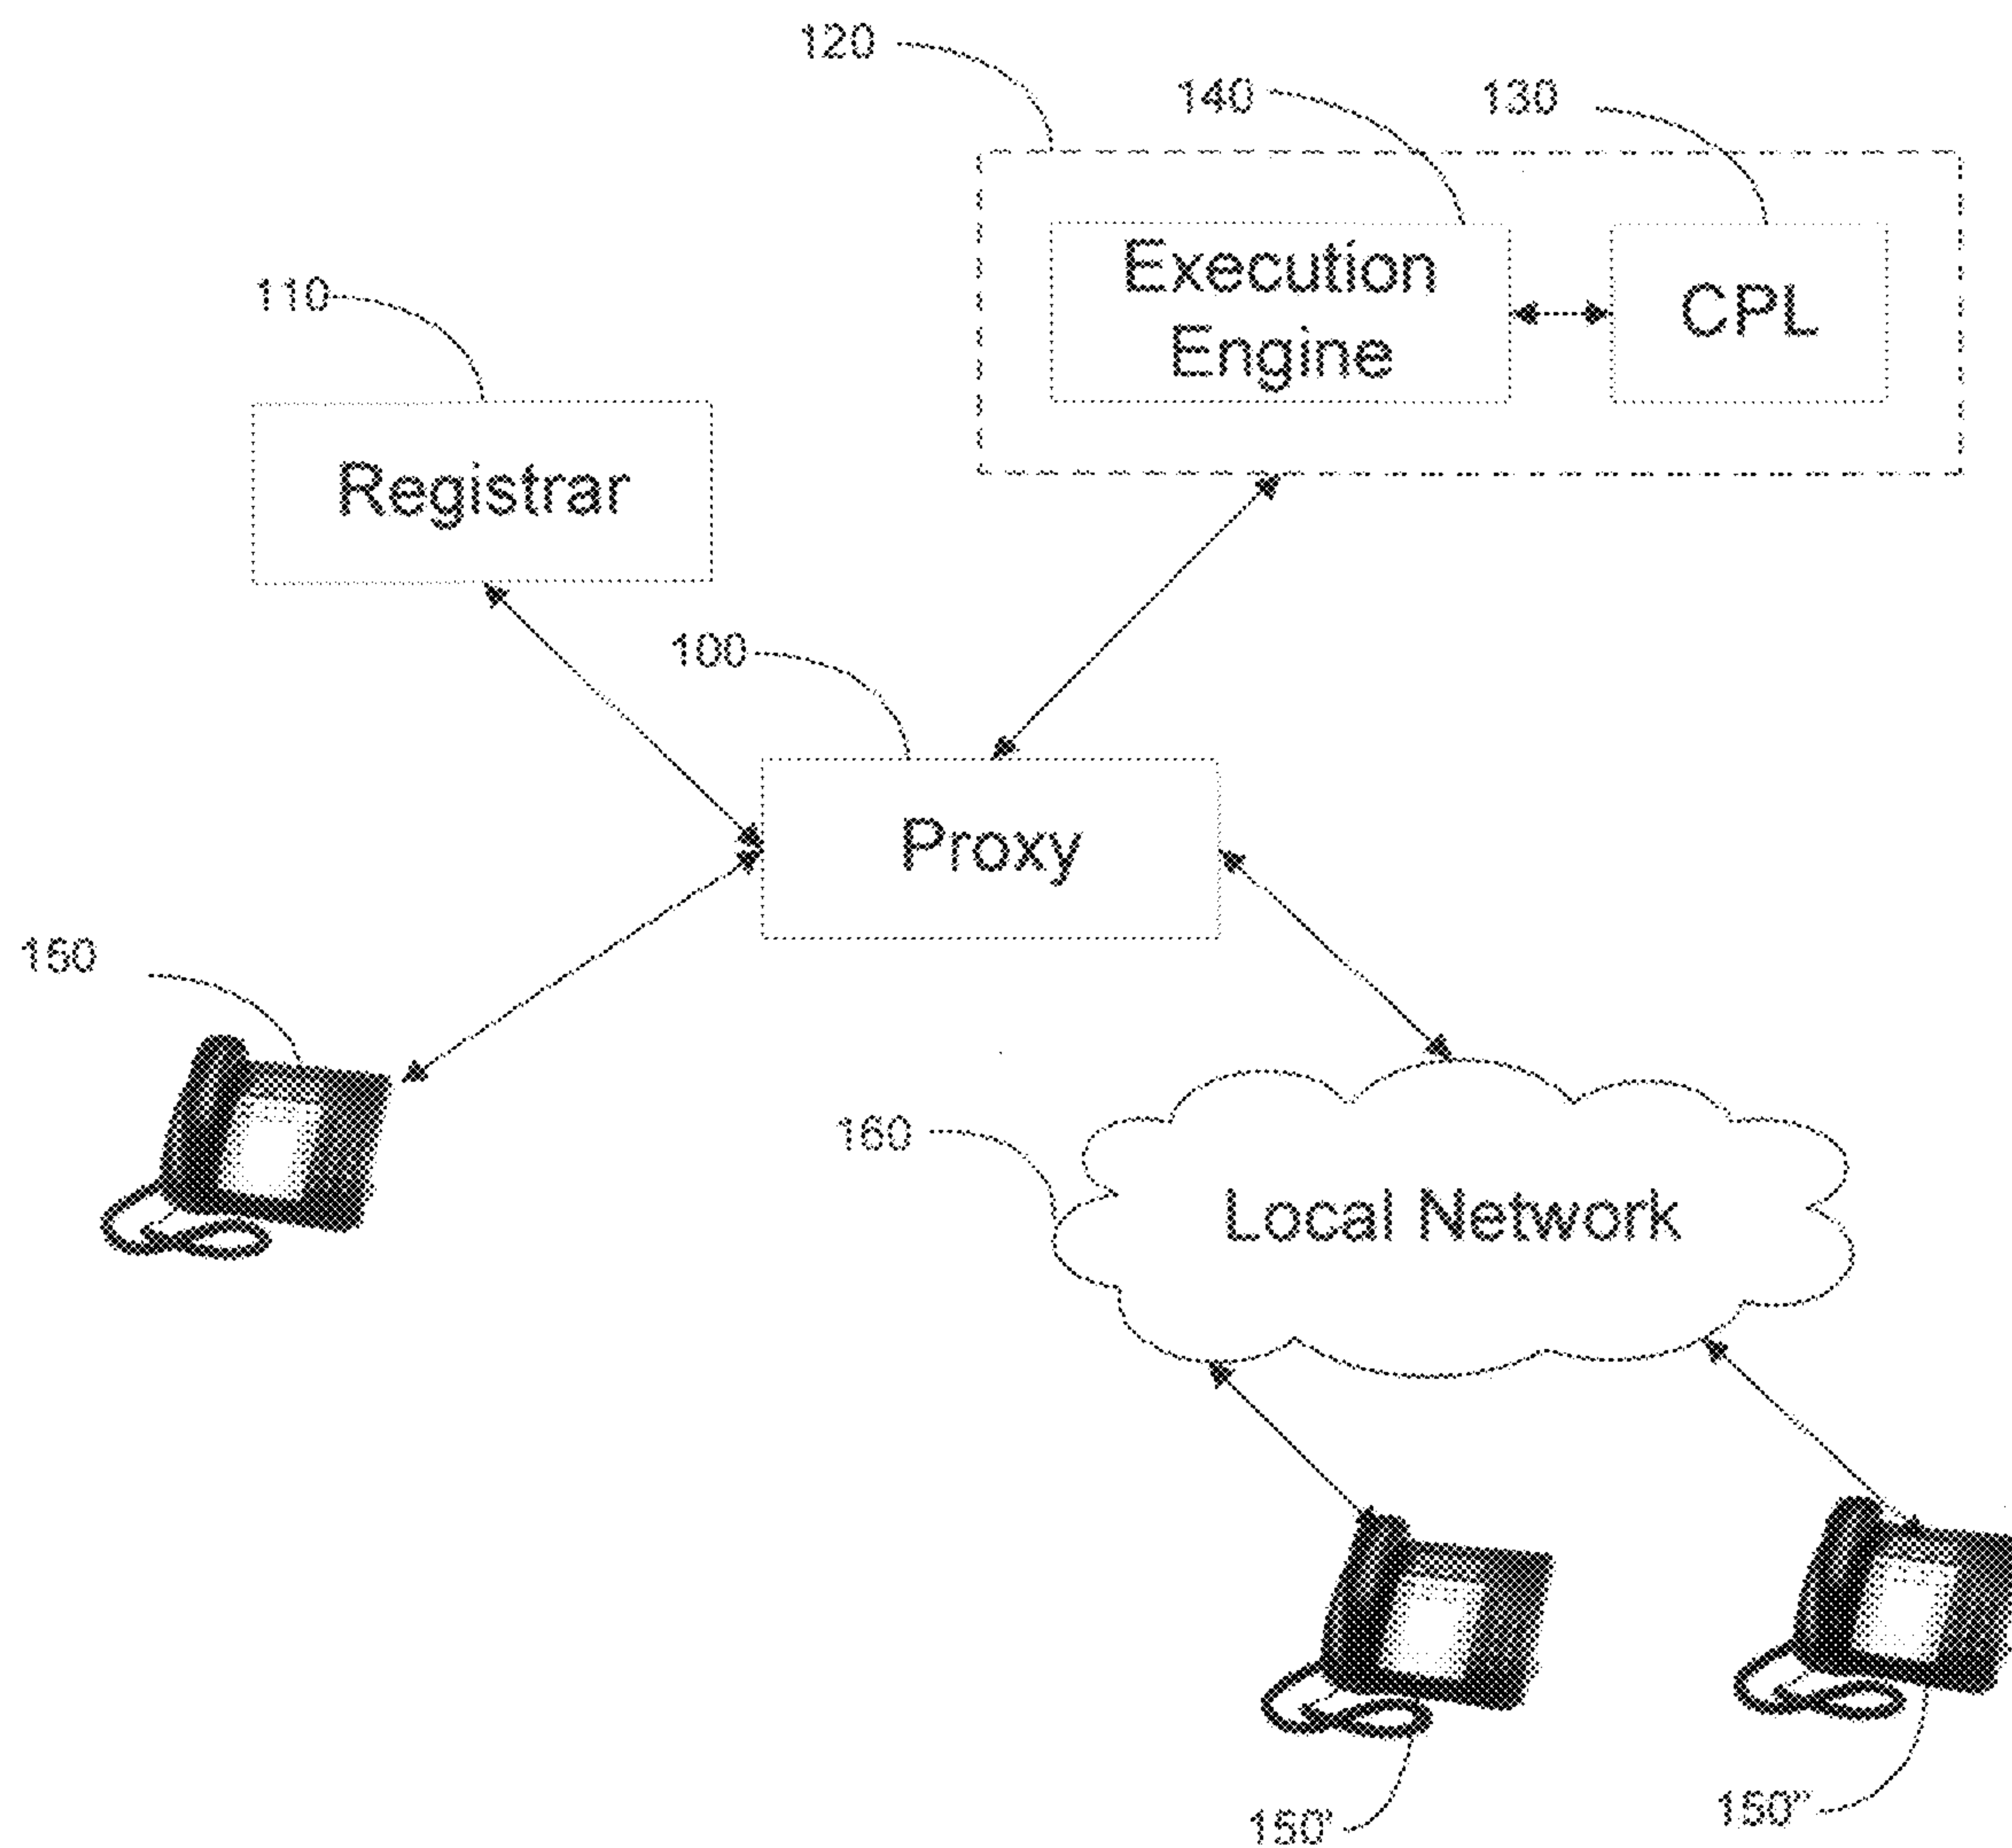 120
140
130
Execution
Engine
CPL
110
Registrar
100
Proxy
150
160
Local Network
150'
150"